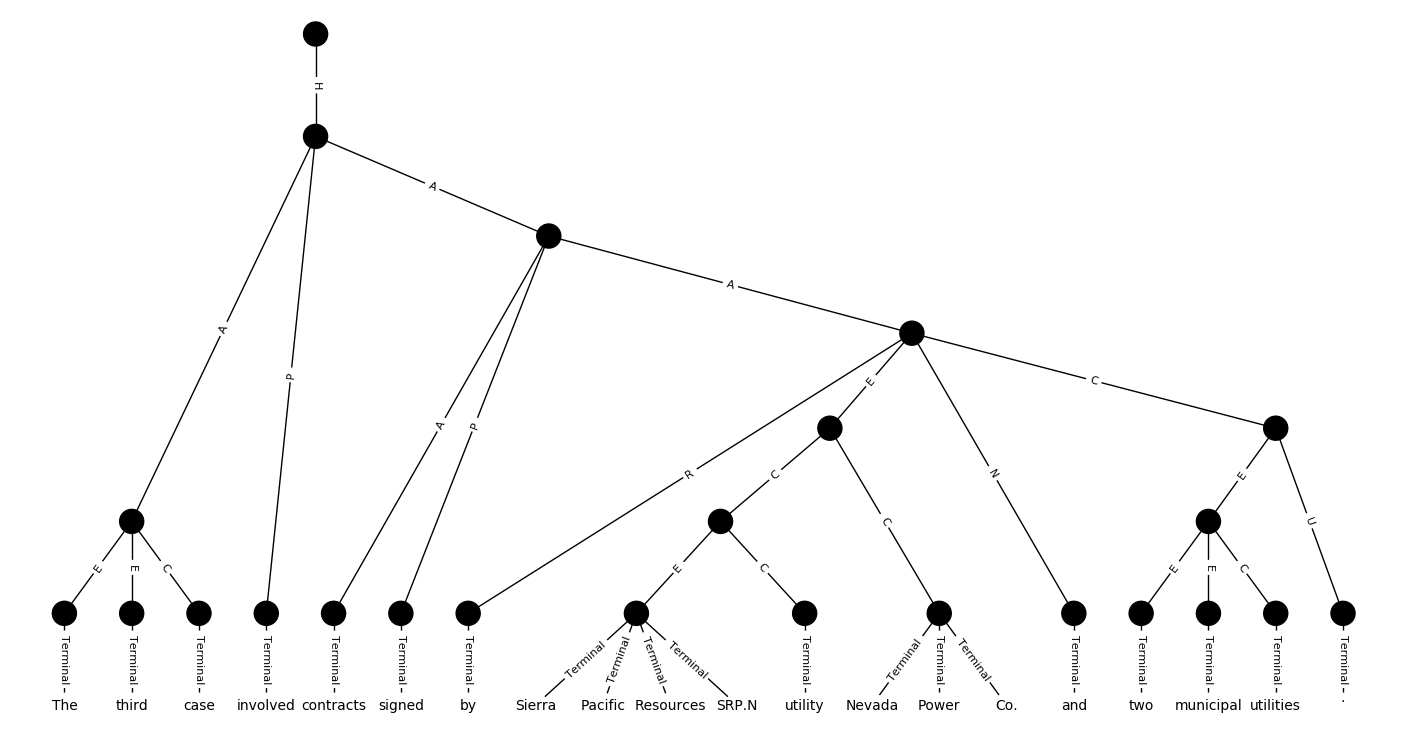 H
A
A
P
A
A
P
R
E
N
C
C
C
E
U
E
E
C
E
C
E
E
C
Terminal Terminal Terminal Terminal Terminal Terminal Terminal Terminal Terminal Terminal Terminal Terminal Terminal Terminal Terminal Terminal Terminal Terminal Terminal Terminal
The third case involved contracts signed by Sierra Pacific Resources SRP.N utility Nevada Power Co. and two municipal utilities .